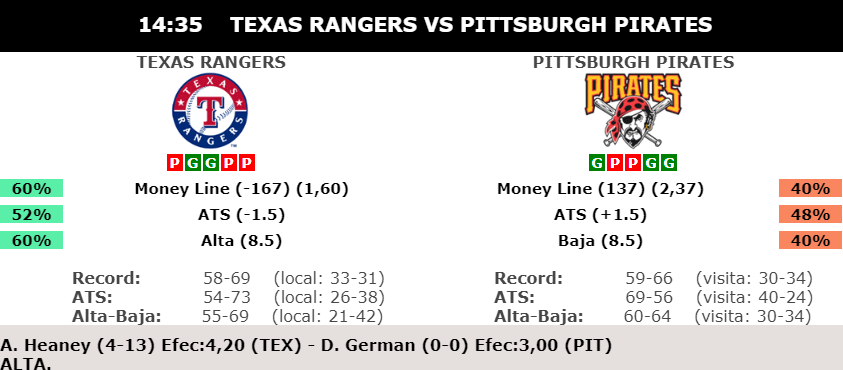 14:35 TEXAS RANGERS VS PITTSBURGH PIRATES
TEXAS RANGERS PITTSBURGH PIRATES
TEXAS T RANGERS PIRATES
P G G P P G P P G G
60% Money Line (-167) (1,60) Money Line (137) (2,37) 40%
52% ATS (-1.5) ATS (+1.5) 48%
60% Alta (8.5) Baja (8.5) 40%
Record: 58-69 (local: 33-31) Record: 59-66 (visita: 30-34)
ATS: 54-73 (local: 26-38) ATS: 69-56 (visita: 40-24)
Alta-Baja: 55-69 (local: 21-42) Alta-Baja: 60-64 (visita: 30-34)
A. Heaney (4-13) Efec:4,20 (TEX) - D. German (0-0) Efec:3,00 (PIT)
ALTA.